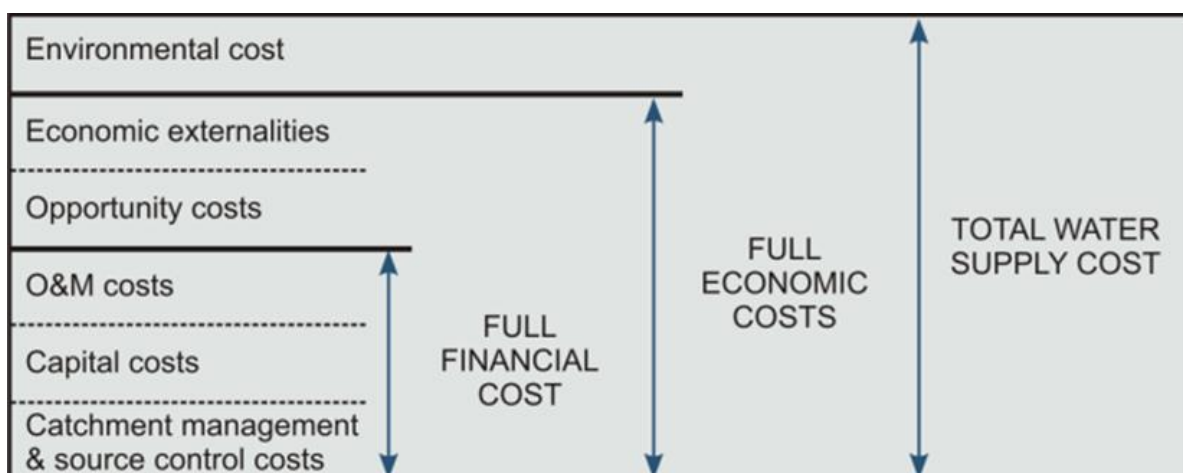 Environmental cost
Economic externalities
Opportunity costs
O&M costs
Capital costs
Catchment management
& source control costs
FULL
FINANCIAL
COST
FULL
ECONOMIC
COSTS
TOTAL WATER
SUPPLY COST